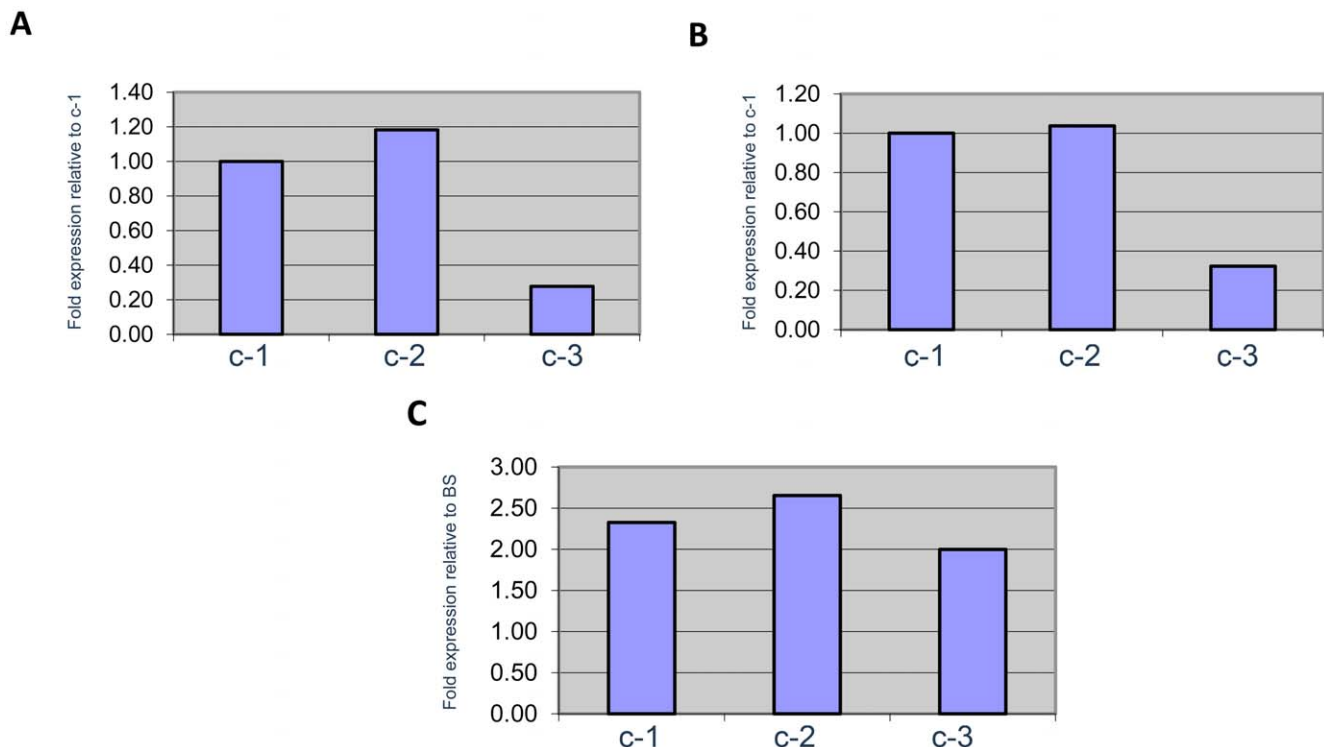 A
Fold expression relative to c-1
1.40
1.20
1.00
0.80
0.60
0.40
0.20
0.00
c-1 c-2 c-3
B
Fold expression relative to c-1
1.20
1.00
0.80
0.60
0.40
0.20
0.00
c-1 c-2 c-3
C
Fold expression relative to BS
3.00
2.50
2.00
1.50
1.00
0.50
0.00
c-1 c-2 c-3